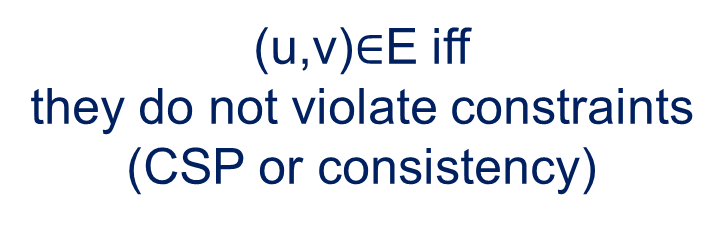 (u,v)∈E iff
they do not violate constraints
(CSP or consistency)